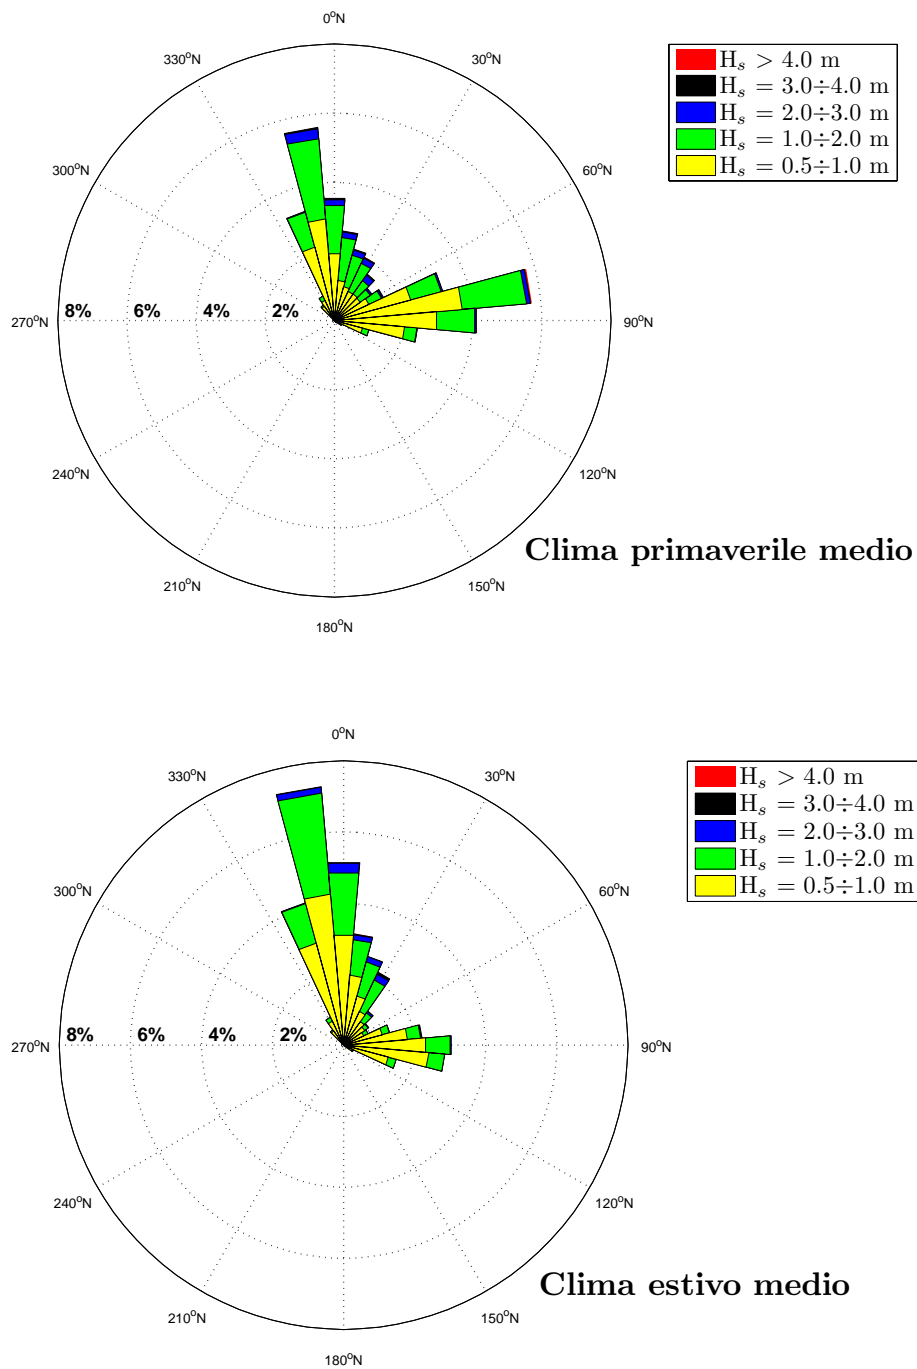 0°N
330°N
30°N
H_s > 4.0 m
H_s = 3.0÷4.0 m
H_s = 2.0÷3.0 m
H_s = 1.0÷2.0 m
H_s = 0.5÷1.0 m
300°N
60°N
8% 6% 4% 2%
270°N
90°N
240°N
120°N
Clima primaverile medio
210°N
150°N
180°N
0°N
330°N
30°N
H_s > 4.0 m
H_s = 3.0÷4.0 m
H_s = 2.0÷3.0 m
H_s = 1.0÷2.0 m
H_s = 0.5÷1.0 m
300°N
60°N
8% 6% 4% 2%
270°N
90°N
240°N
120°N
Clima estivo medio
210°N
150°N
180°N